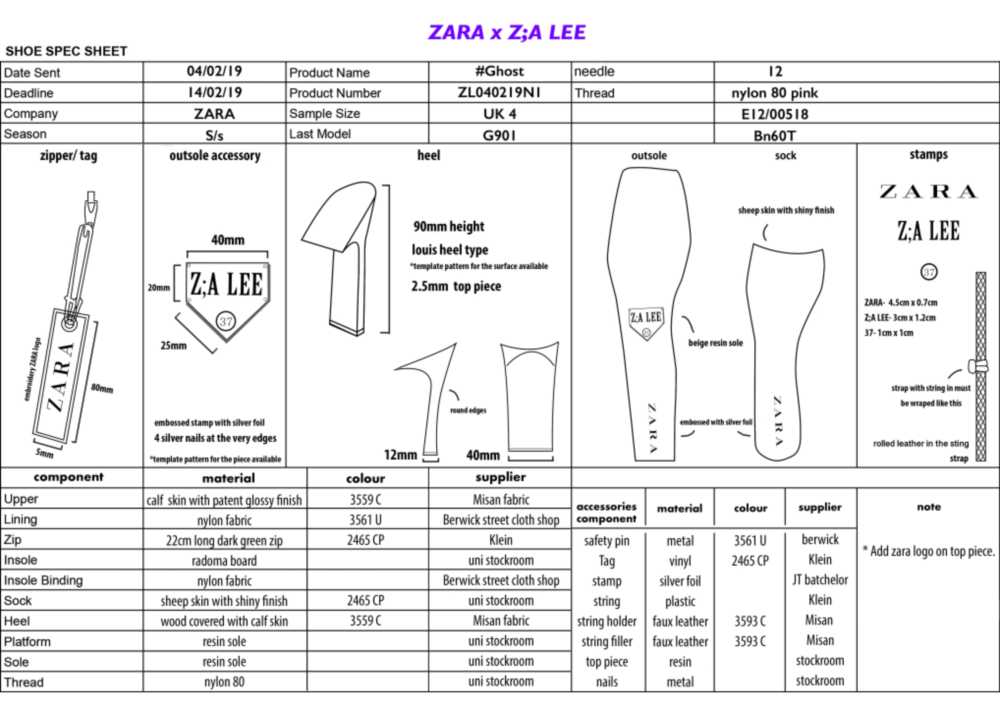 ZARA x Z;A LEE
SHOE SPEC SHEET
Date Sent 04/02/19 Product Name #Ghost needle 12
Deadline 14/02/19 Product Number ZL040219N1 Thread nylon 80 pink
Company ZARA Sample Size UK 4 E12/00518
Season S/s Last Model G901 Bn60T
zipper/ tag
embroidery ZARA logo
ZARA
80mm
5mm
outsole accessory
40mm
20mm
Z;A LEE
37
25mm
embossed stamp with silver foil
4 silver nails at the very edges
*template pattern for the piece available
heel
90mm height
louis heel type
*template pattern for the surface available
2.5mm top piece
round edges
12mm
40mm
outsole
Z;A LEE
37
beige resin sole
ZARA
embossed with silver foil
sock
sheep skin with shiny finish
ZARA
stamps
ZARA
Z;A LEE
37
ZARA- 4.5cm x 0.7cm
Z;A LEE- 3cm x 1.2cm
37- 1cm x 1cm
strap with string in must
be wraped like this
rolled leather in the sting
strap
component material colour supplier
Upper calf skin with patent glossy finish 3559 C Misan fabric
Lining nylon fabric 3561 U Berwick street cloth shop
Zip 22cm long dark green zip 2465 CP Klein
Insole radoma board uni stockroom
Insole Binding nylon fabric Berwick street cloth shop
Sock sheep skin with shiny finish 2465 CP uni stockroom
Heel wood covered with calf skin 3559 C Misan fabric
Platform resin sole uni stockroom
Sole resin sole uni stockroom
Thread nylon 80 uni stockroom
accessories
component material colour supplier
safety pin metal 3561 U berwick
Tag vinyl 2465 CP Klein
stamp silver foil JT batchelor
string plastic Klein
string holder faux leather 3593 C Misan
string filler faux leather 3593 C Misan
top piece resin stockroom
nails metal stockroom
note
* Add zara logo on top piece.